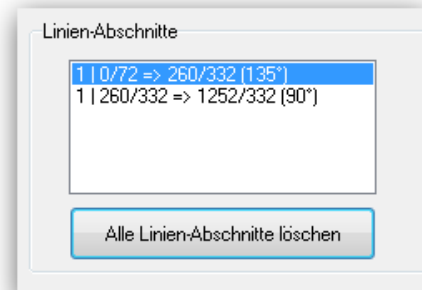 Linien-Abschnitte
1 | 0/72 => 260/332 (135°)
1 | 260/332 => 1252/332 (90°)
Alle Linien-Abschnitte löschen